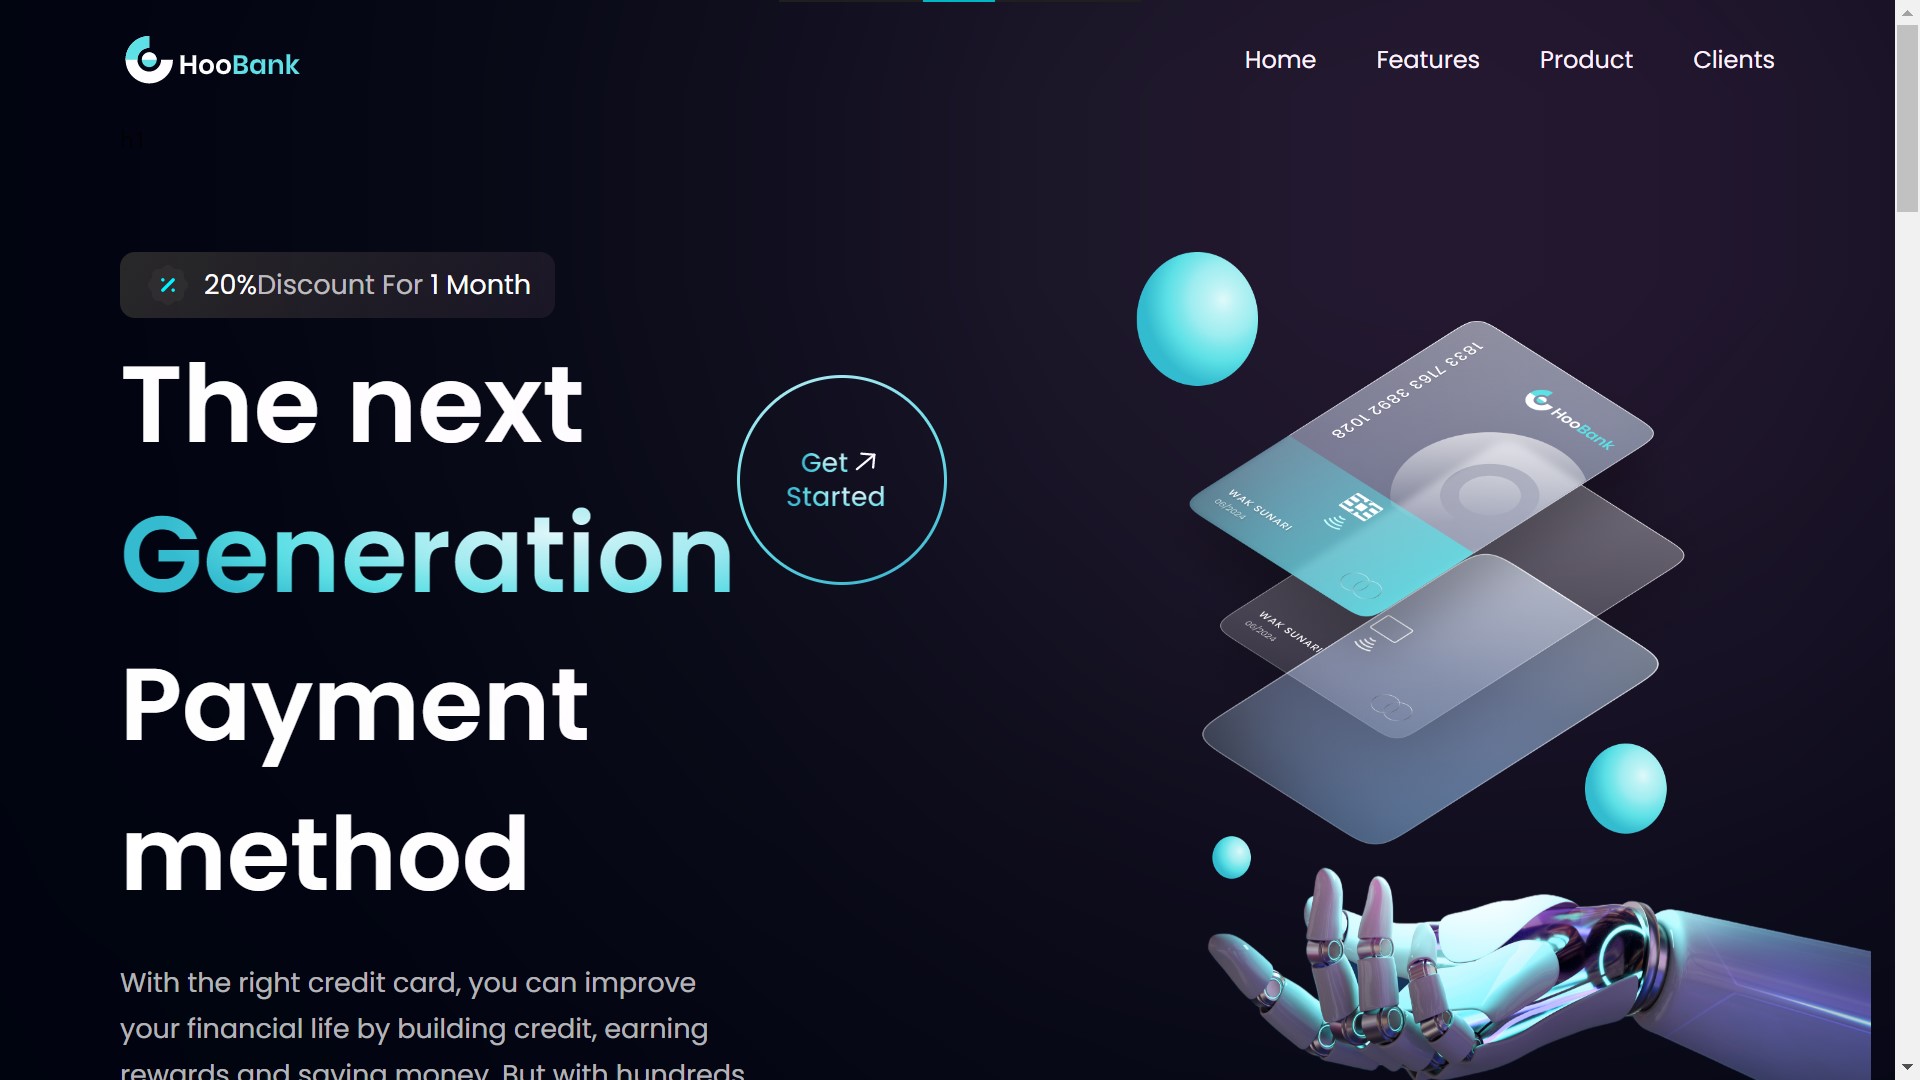 HooBank
Home Features Product Clients
20%Discount For 1 Month
The next
Generation
Payment
method
Get
Started
1833 7163 3892 1028
HooBank
WAK SUNARI
06/2024
WAK SUNARI
06/2024
With the right credit card, you can improve
your financial life by building credit, earning
rewards and saving money. But with hundreds